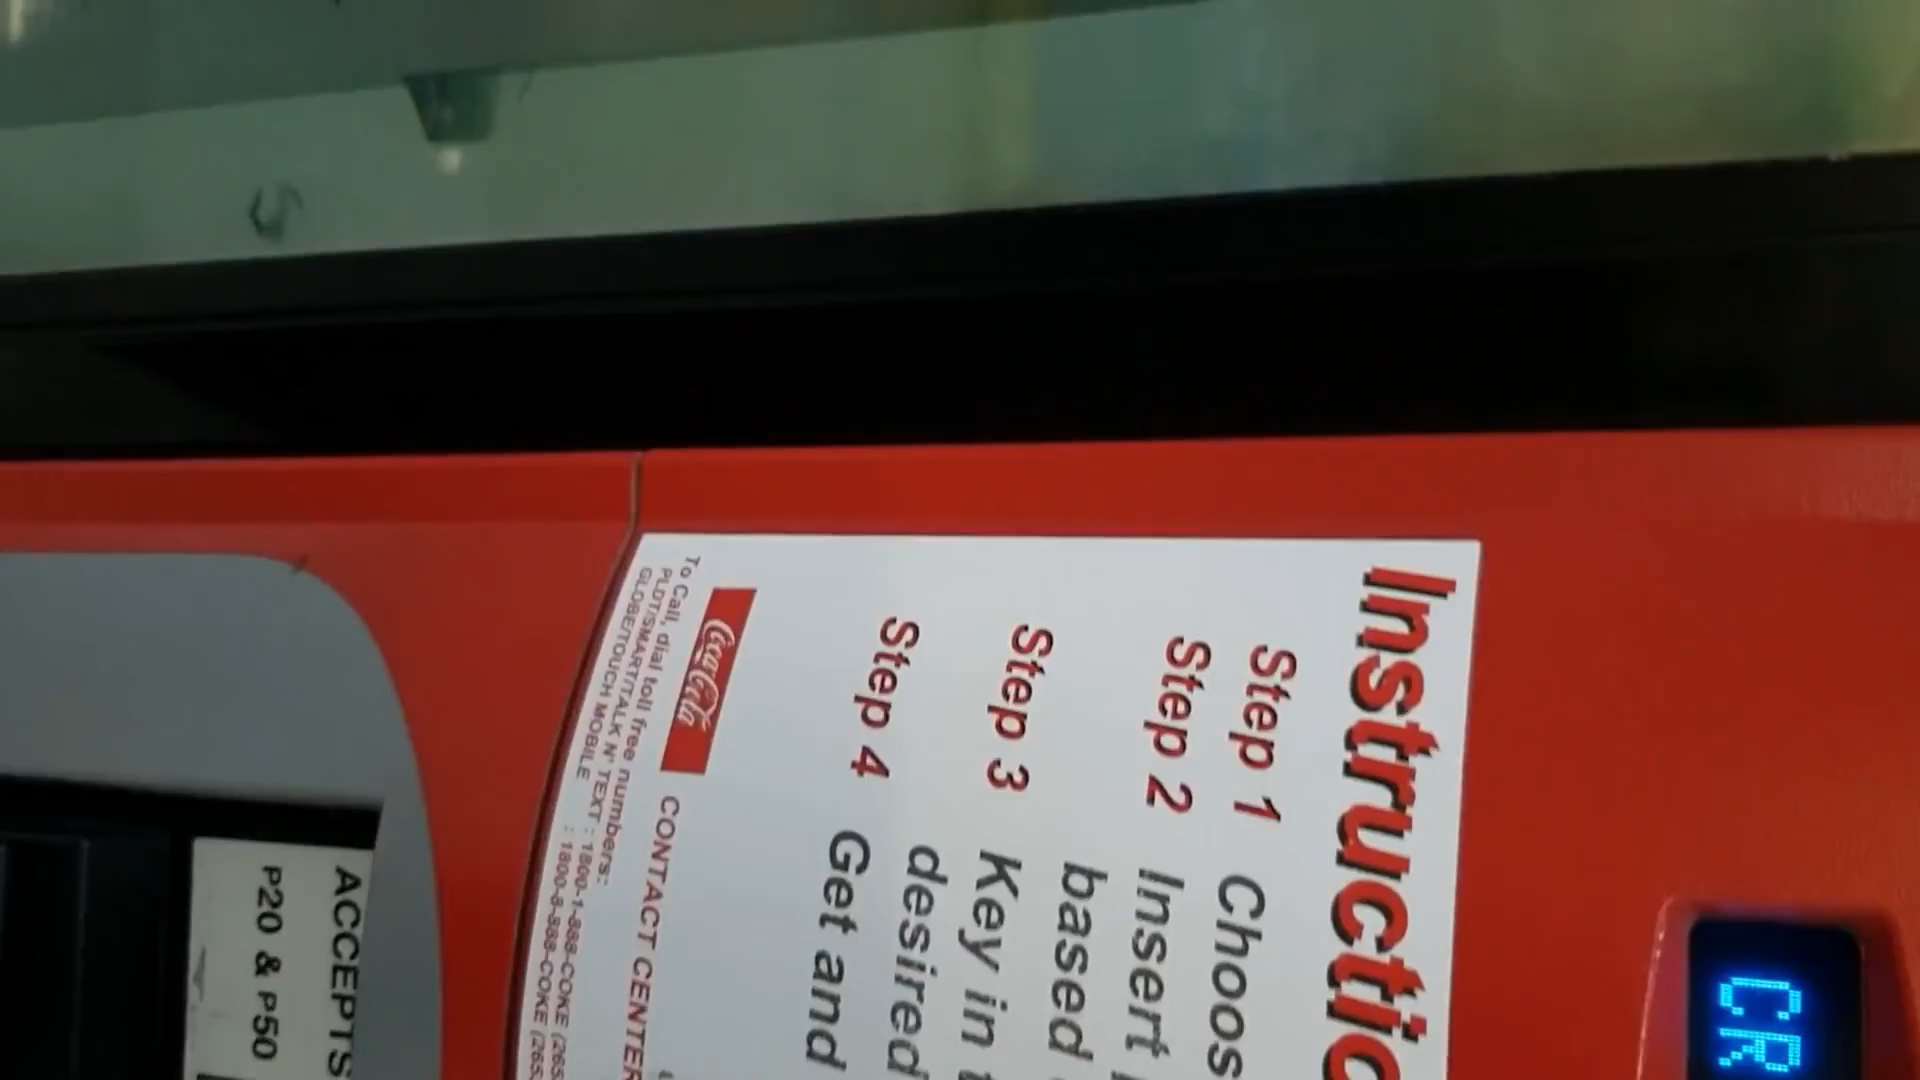 CR
Instructio
Step 1 Choos
Step 2 Insert
based
Step 3 Key in
desired
Step 4 Get and
Coca-Cola
CONTACT CENTER
To Call, dial toll free numbers:
PLDT/SMART/TALK N' TEXT : 1800-1-888-COKE (265
GLOBE/TOUCH MOBILE : 1800-8-888-COKE (265
ACCEPTS
P20 & P50